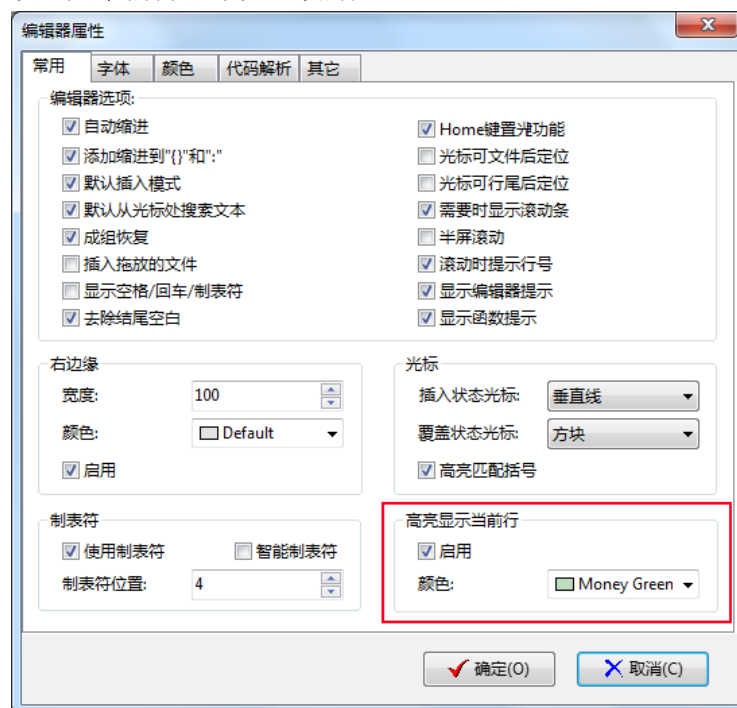 编辑器属性
常用 字体 颜色 代码解析 其它
编辑器选项:
自动缩进
添加缩进到"{}"和":"
默认插入模式
默认从光标处搜索文本
成组恢复
插入拖放的文件
显示空格/回车/制表符
去除结尾空白
Home键置光功能
光标可文件后定位
光标可行尾后定位
需要时显示滚动条
半屏滚动
滚动时提示行号
显示编辑器提示
显示函数提示
右边缘
宽度: 100
颜色: Default
启用
光标
插入状态光标: 垂直线
覆盖状态光标: 方块
高亮匹配括号
制表符
使用制表符 智能制表符
制表符位置: 4
高亮显示当前行
启用
颜色: Money Green
确定(O) 取消(C)